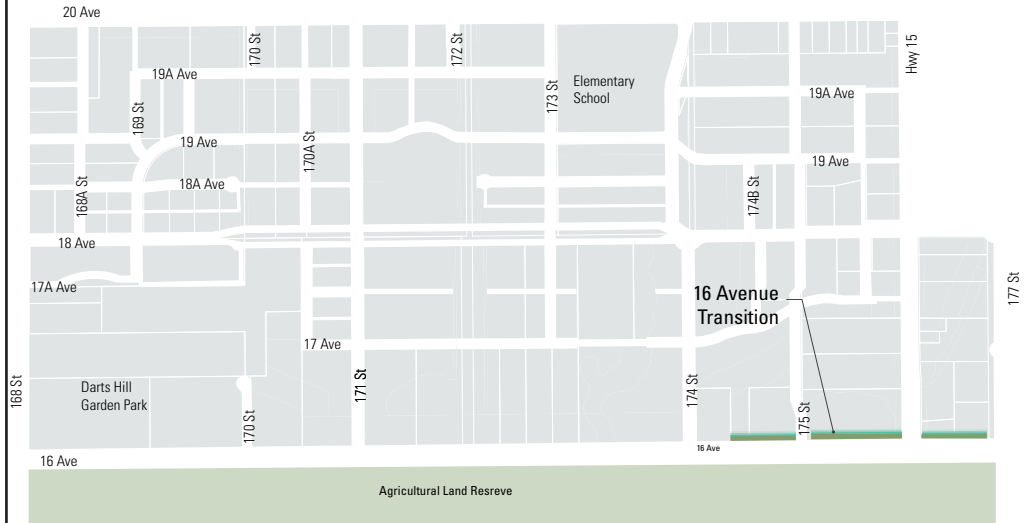 20 Ave
170 St
172 St
Hwy 15
19A Ave
Elementary
School
173 St
19A Ave
169 St
19 Ave
170A St
19 Ave
18A Ave
168A St
174B St
18 Ave
17A Ave
16 Avenue
Transition
177 St
17 Ave
168 St
Darts Hill
Garden Park
171 St
174 St
170 St
175 St
16 Ave
16 Ave
Agricultural Land Resreve